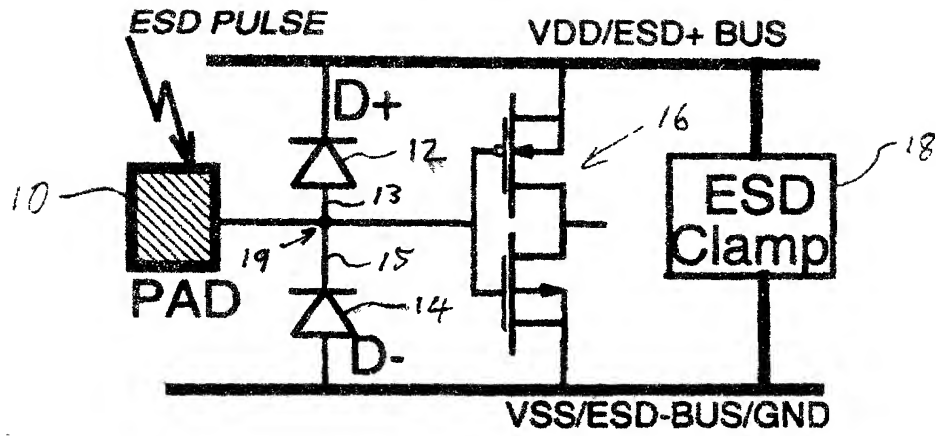 ESD PULSE
VDD/ESD+ BUS
D+
12
16
18
10
13
ESD
Clamp
19
15
PAD
14
D-
VSS/ESD-BUS/GND